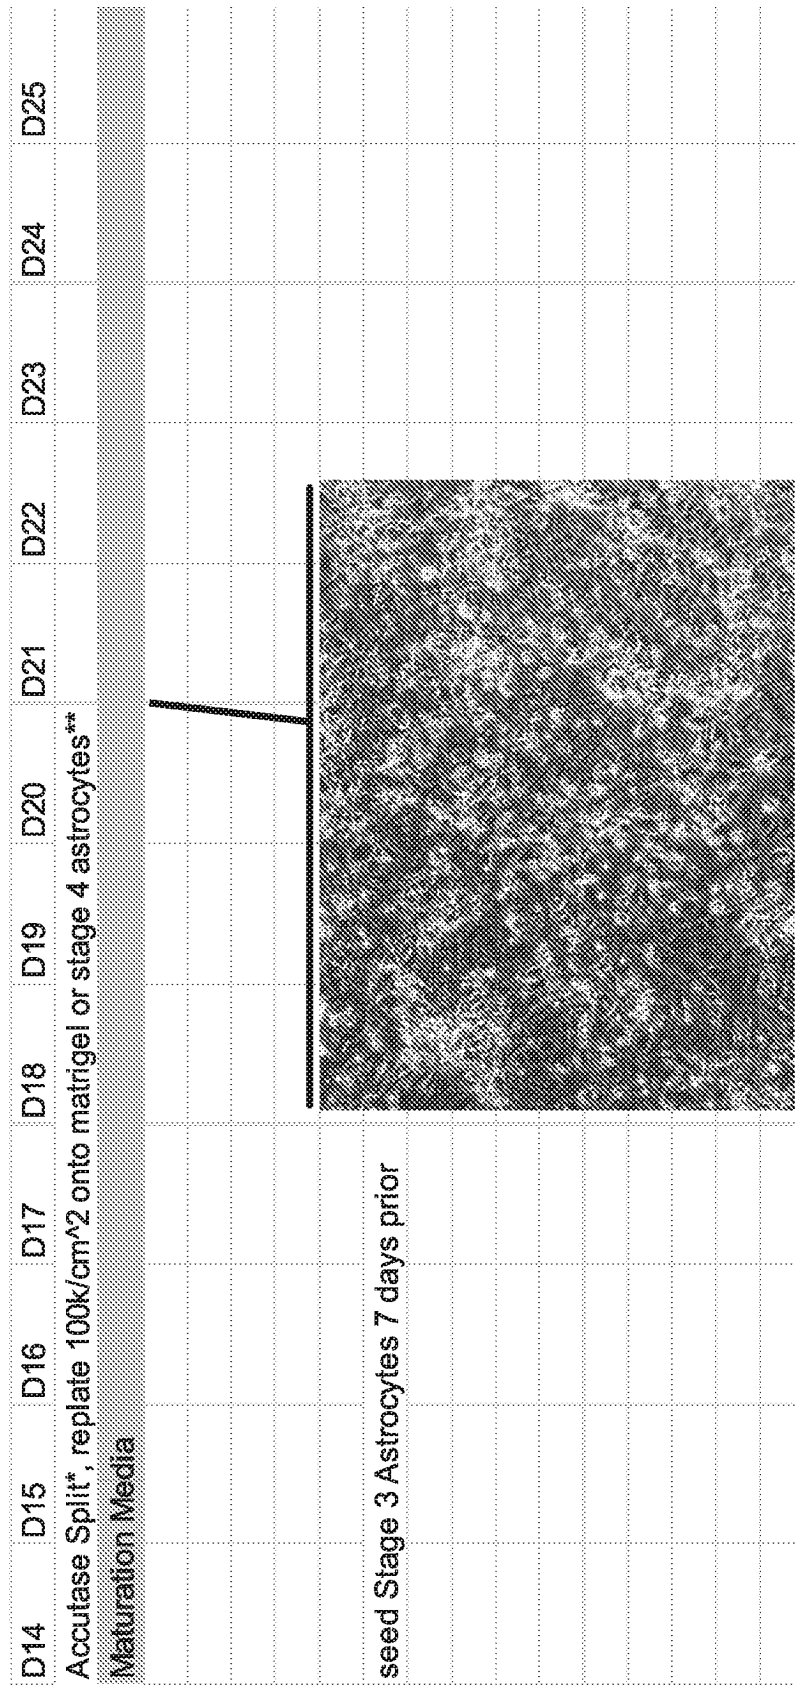 D14 D15 D16 D17 D18 D19 D20 D21 D22 D23 D24 D25
Accutase Split*, replate 100k/cm^2 onto matrigel or stage 4 astrocytes**
Maturation Media
seed Stage 3 Astrocytes 7 days prior